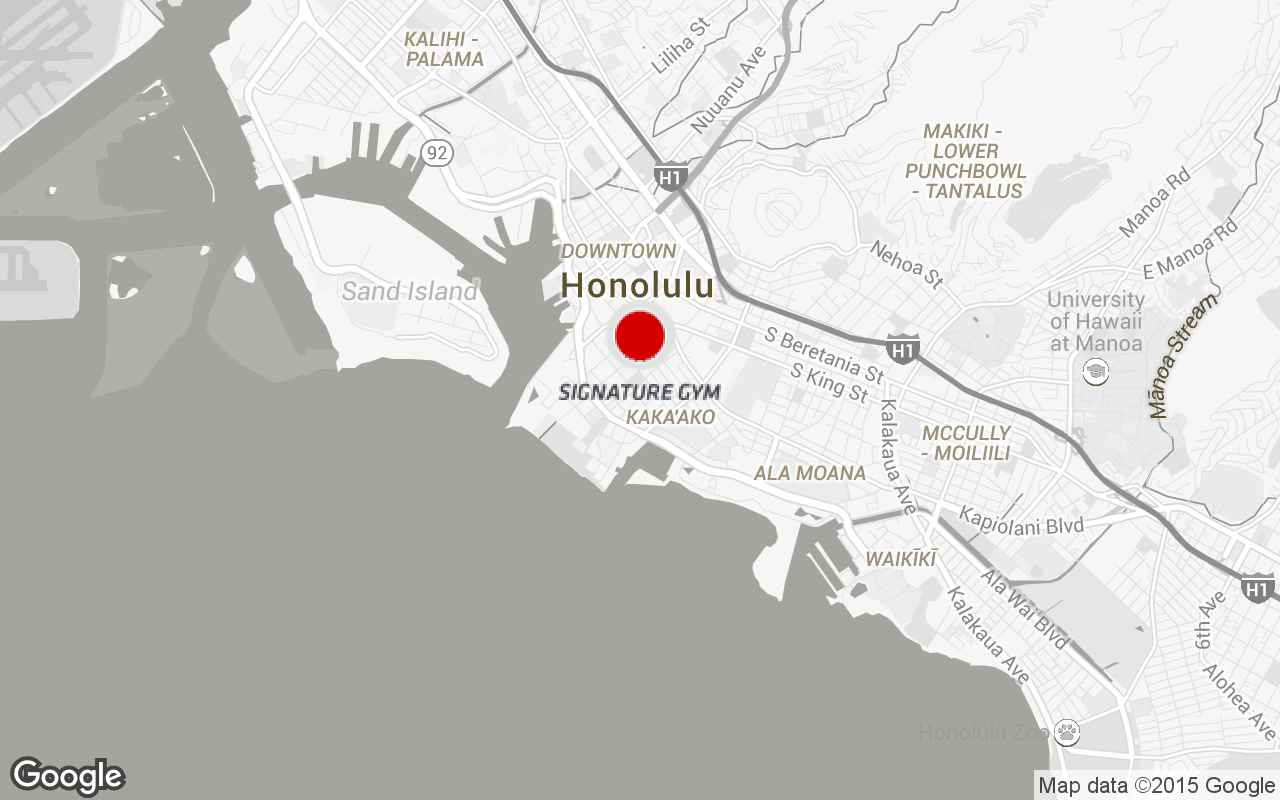 KALIHI -
PALAMA
Liliha St
Nuuanu Ave
92
H1
MAKIKI -
LOWER
PUNCHBOWL
- TANTALUS
Manoa Rd
E Manoa Rd
Nehoa St
DOWNTOWN
Honolulu
Sand Island
University
of Hawaii
at Manoa
Mānoa Stream
S Beretania St
H1
S King St
SIGNATURE GYM
KAKA'AKO
Kalakaua Ave
MCCULLY
- MOILIILI
ALA MOANA
Kapiolani Blvd
WAIKĪKĪ
Ala Wai Blvd
Kalakaua Ave
H1
6th Ave
Alohea Ave
Honolulu Zoo
Google
Map data ©2015 Google